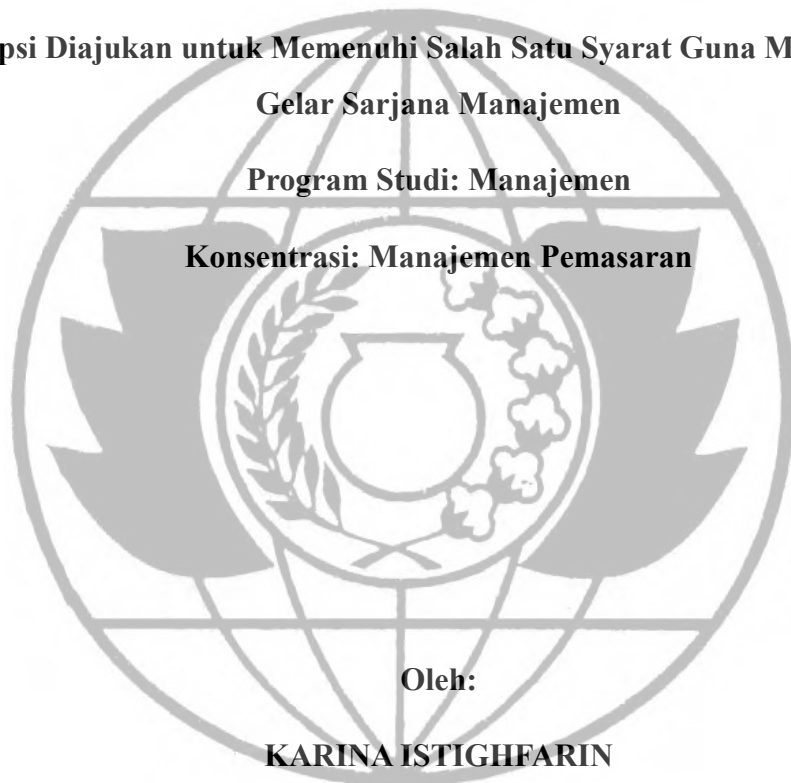 Diajukan untuk Memenuhi Salah Satu Syarat Guna
Gelar Sarjana Manajemen
Program Studi: Manajemen
Konsentrasi: Manajemen Pemasaran
Oleh:
KARINA ISTIGHFARIN